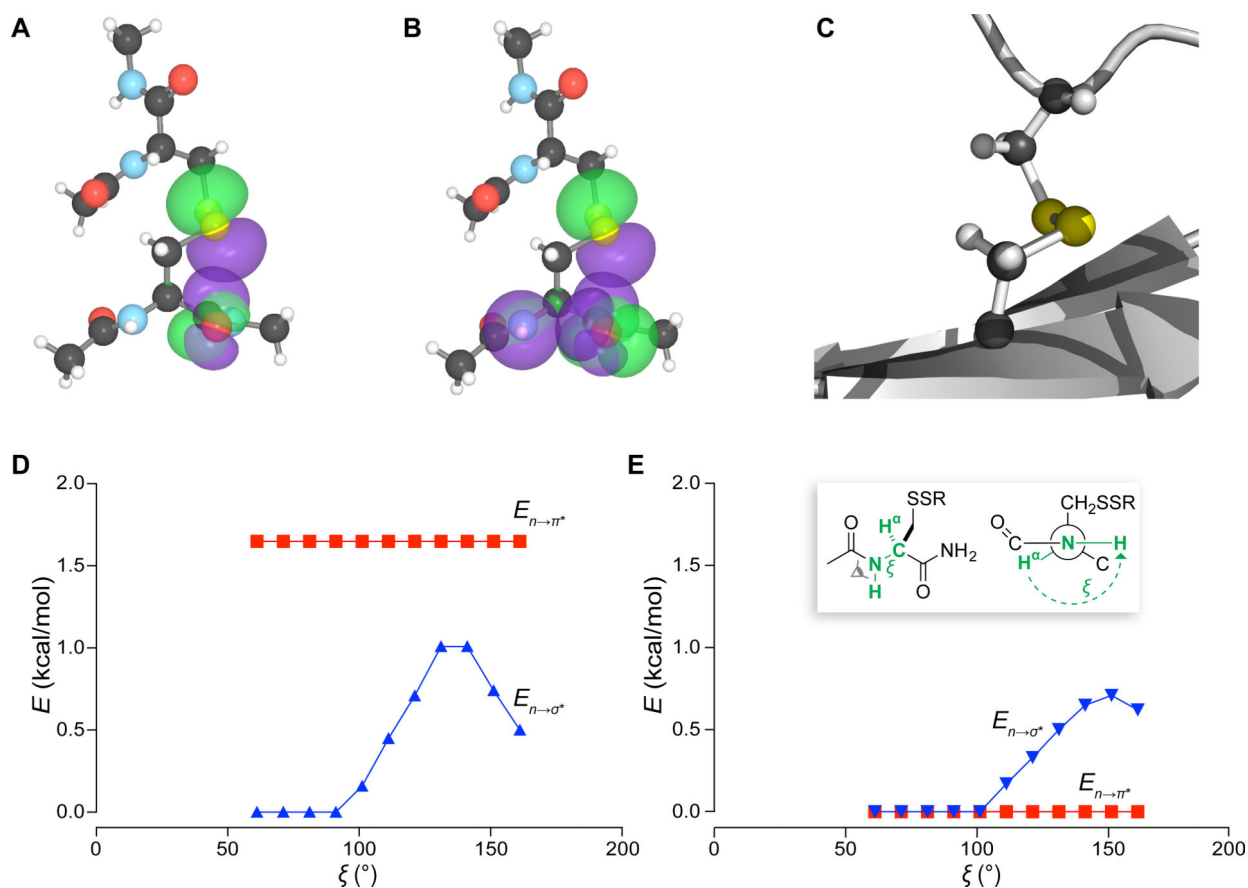 A
B
C
D
E
2.0
1.5
1.0
0.5
0.0
E (kcal/mol)
Eₙ→π*
Eₙ→σ*
0
50
100
150
200
ξ (°)
2.0
1.5
1.0
0.5
0.0
E (kcal/mol)
SSR
O
Hα
C
NH₂
N
ξ
H
O
CH₂SSR
O
C
N
H
Hα
C
ξ
Eₙ→σ*
Eₙ→π*
0
50
100
150
200
ξ (°)